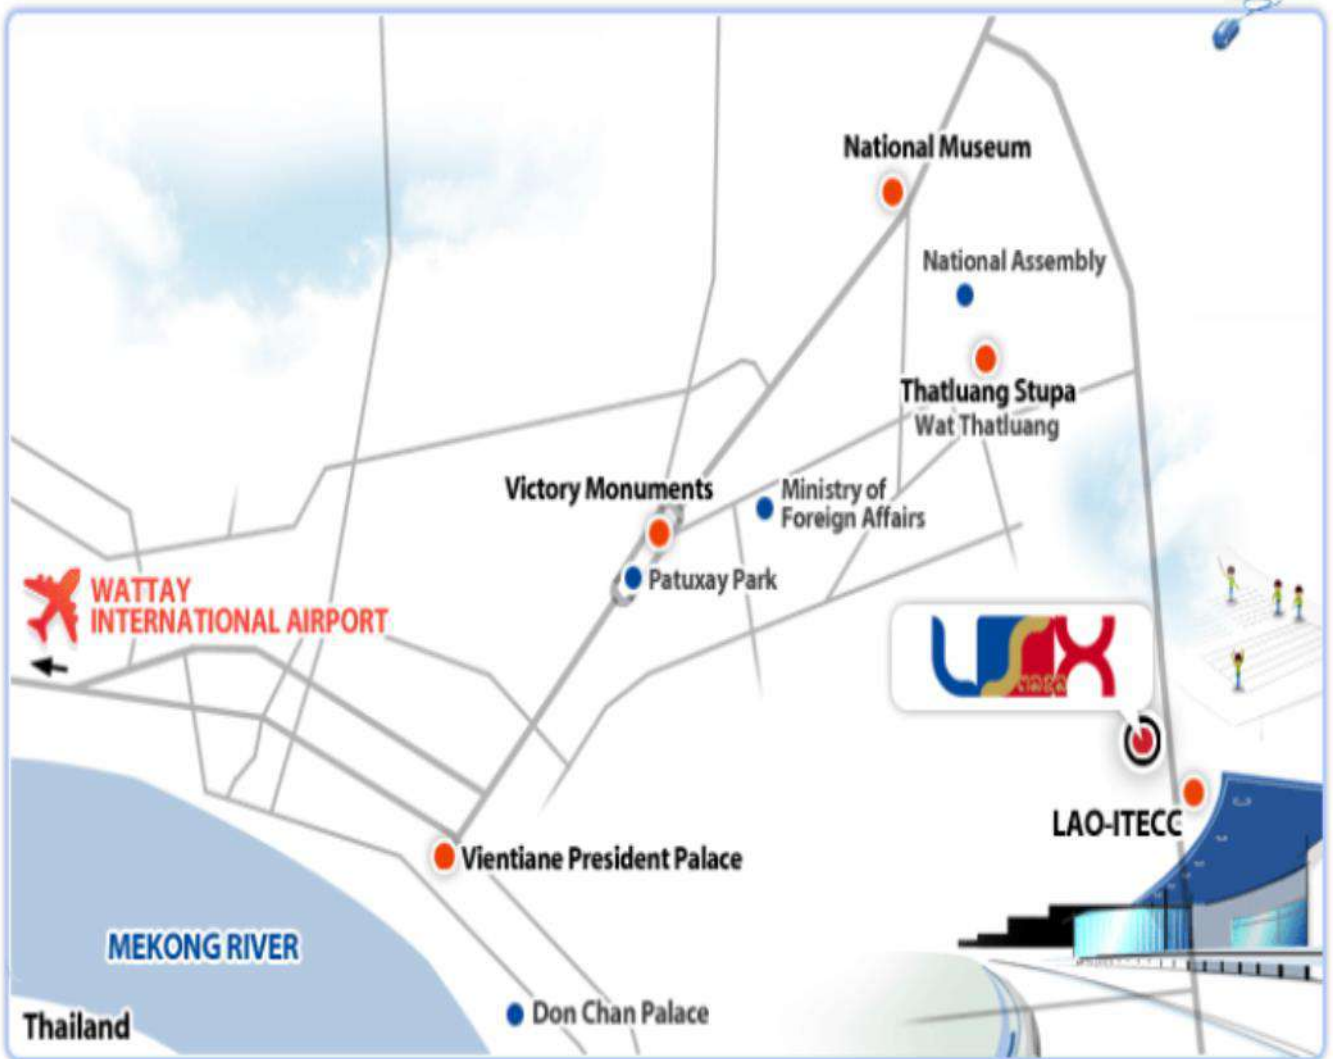 National Museum
National Assembly
Thatluang Stupa
Wat Thatluang
Victory Monuments
Ministry of
Foreign Affairs
Patuxay Park
WATTAY
INTERNATIONAL AIRPORT
LSX
LAO-ITECC
Vientiane President Palace
MEKONG RIVER
Don Chan Palace
Thailand